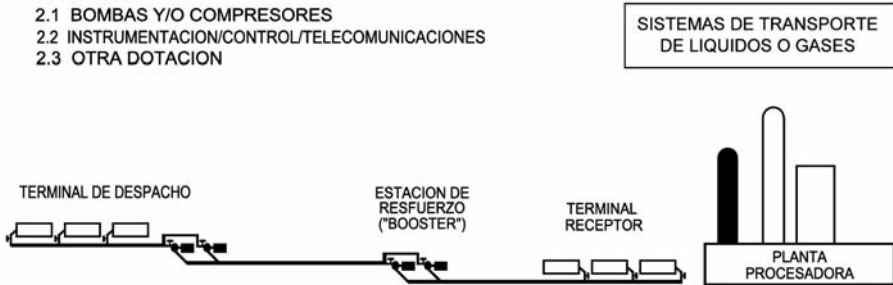 2.1 BOMBAS Y/O COMPRESORES
2.2 INSTRUMENTACION/CONTROL/TELECOMUNICACIONES
2.3 OTRA DOTACION
SISTEMAS DE TRANSPORTE
DE LIQUIDOS O GASES
TERMINAL DE DESPACHO
ESTACION DE
RESFUERZO
("BOOSTER")
TERMINAL
RECEPTOR
PLANTA
PROCESADORA